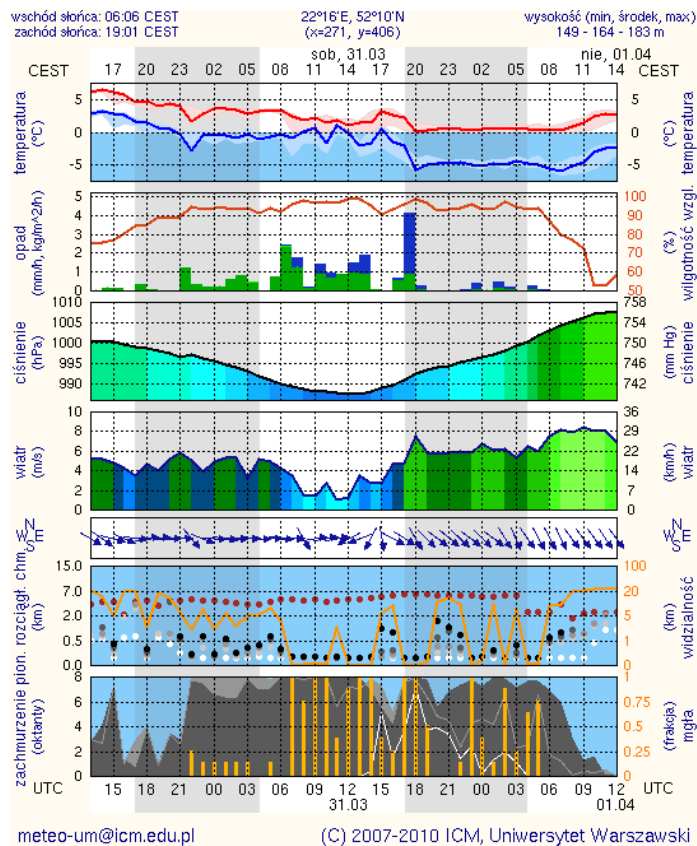 wschód słońca: 06:06 CEST 22°16'E, 52°10'N wysokość (min, środek, max)
zachód słońca: 19:01 CEST (x=271, y=406) 149 - 164 - 183 m
sob, 31.03 nie, 01.04
CEST 17 20 23 02 05 08 11 14 17 20 23 02 05 08 11 14 CEST
temperatura (°C) 5 0 -5 5 0 -5 temperatura (°C)
opad (mm/h, kg/m^2/h) 5 4 3 2 1 0 100 90 80 70 60 50 (%) wilgotność wzgl.
ciśnienie (hPa) 1010 1005 1000 995 990 758 754 750 746 742 (mm Hg) ciśnienie
wiatr (m/s) 10 8 6 4 2 0 36 29 22 14 7 0 (km/h) wiatr
N W E S N W E S
pion. rozciągł. chm. (km) 15.0 7.0 2.0 0.5 0.0 100 20 5 1 0 (km) widzialność
zachmurzenie (oktanty) 8 6 4 2 0 1 0.75 0.5 0.25 0 (frakcja) mgła
UTC 15 18 21 00 03 06 09 12 15 18 21 00 03 06 09 12 UTC
31.03 01.04
meteo-um@icm.edu.pl (C) 2007-2010 ICM, Uniwersytet Warszawski